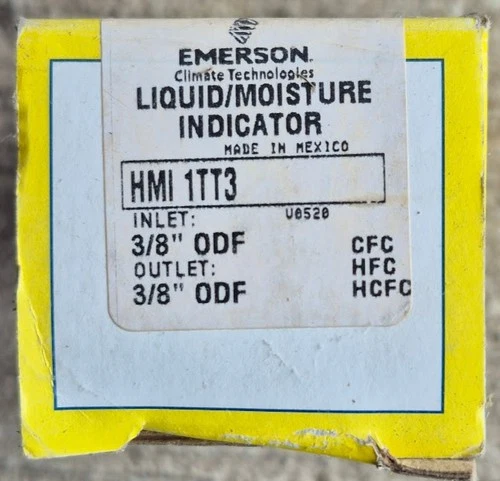 EMERSON.
Climate Technologies
LIQUID/MOISTURE
INDICATOR
MADE IN MEXICO
HMI 1TT3
INLET: V0520
3/8" ODF CFC
OUTLET: HFC
3/8" ODF HCFC